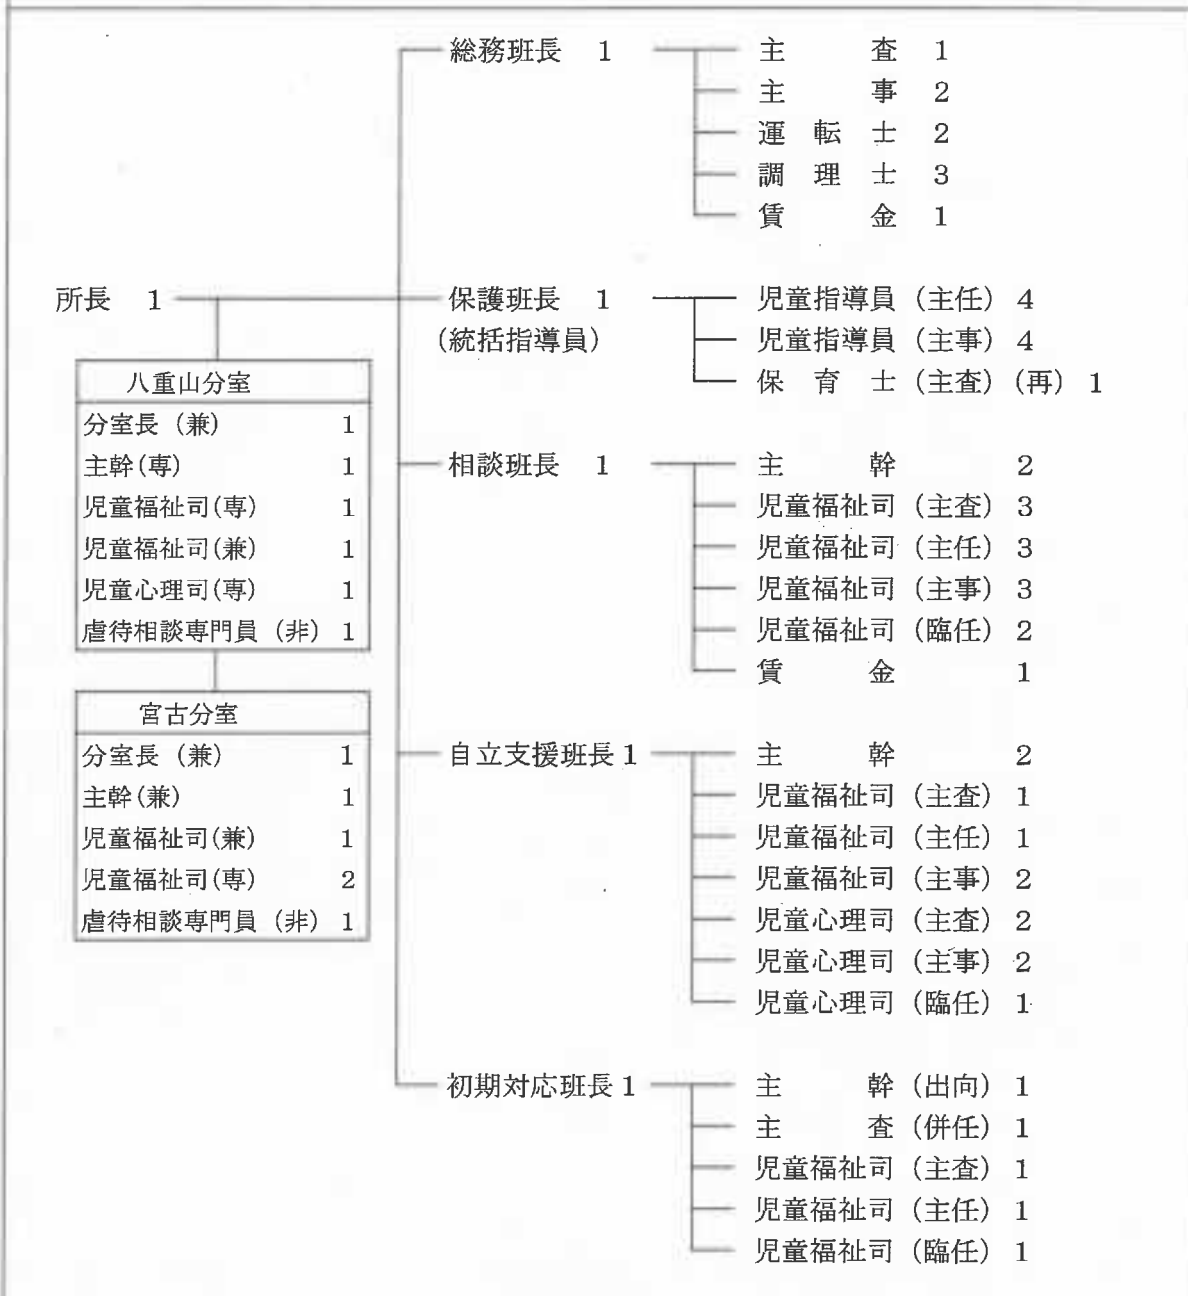 総務班長 1
主査 1
主事 2
運転士 2
調理士 3
賃金 1
所長 1
保護班長 1
(統括指導員)
児童指導員 (主任) 4
児童指導員 (主事) 4
保育士 (主査) (再) 1
八重山分室
分室長 (兼) 1
主幹(専) 1
児童福祉司(専) 1
児童福祉司(兼) 1
児童心理司(専) 1
虐待相談専門員 (非) 1
宮古分室
分室長 (兼) 1
主幹(兼) 1
児童福祉司(兼) 1
児童福祉司(専) 2
虐待相談専門員 (非) 1
相談班長 1
主幹 2
児童福祉司 (主査) 3
児童福祉司 (主任) 3
児童福祉司 (主事) 3
児童福祉司 (臨任) 2
賃金 1
自立支援班長 1
主幹 2
児童福祉司 (主査) 1
児童福祉司 (主任) 1
児童福祉司 (主事) 2
児童心理司 (主査) 2
児童心理司 (主事) 2
児童心理司 (臨任) 1
初期対応班長 1
主幹 (出向) 1
主査 (併任) 1
児童福祉司 (主査) 1
児童福祉司 (主任) 1
児童福祉司 (臨任) 1